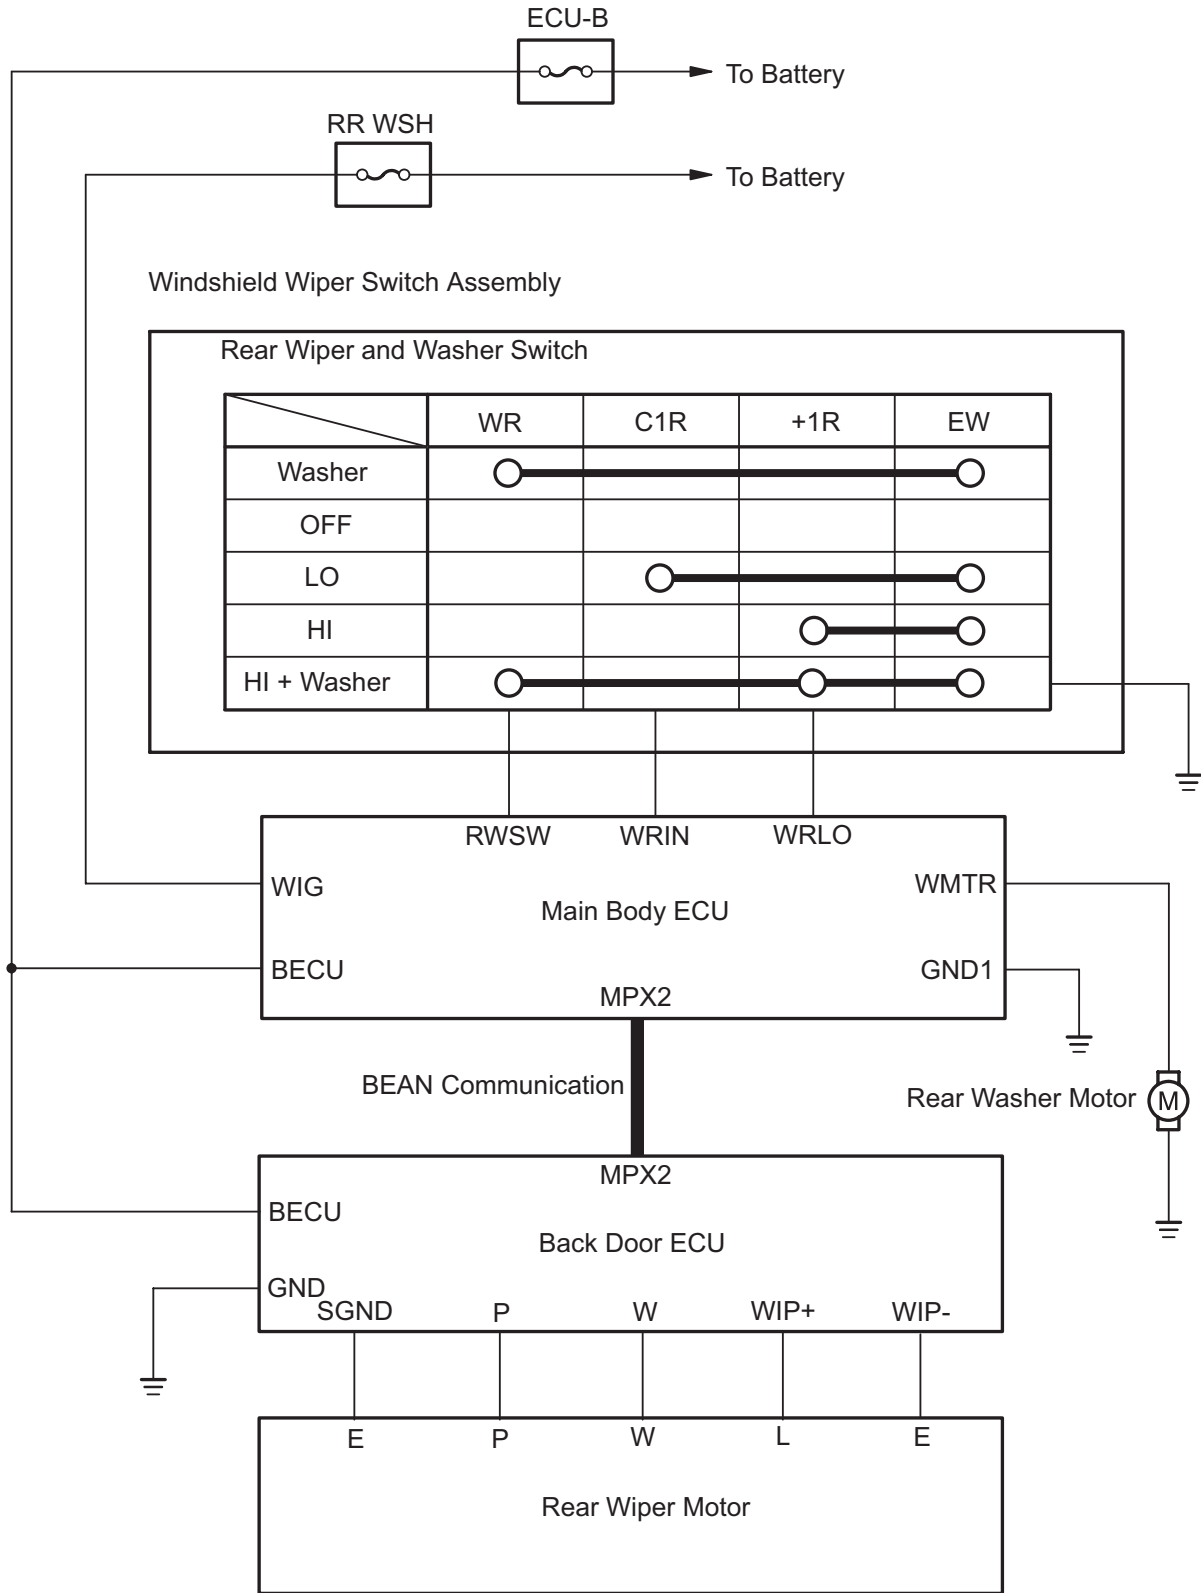 ECU-B
To Battery
RR WSH
To Battery
Windshield Wiper Switch Assembly
Rear Wiper and Washer Switch
WR C1R +1R EW
Washer
OFF
LO
HI
HI + Washer
RWSW WRIN WRLO
WIG WMTR
Main Body ECU
BECU GND1
MPX2
BEAN Communication
Rear Washer Motor M
MPX2
BECU
Back Door ECU
GND
SGND P W WIP+ WIP-
E P W L E
Rear Wiper Motor